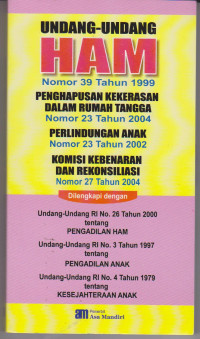 UNDANG-UNDANG
HAM
Nomor 39 Tahun 1999
PENGHAPUSAN KEKERASAN
DALAM RUMAH TANGGA
Nomor 23 Tahun 2004
PERLINDUNGAN ANAK
Nomor 23 Tahun 2002
KOMISI KEBENARAN
DAN REKONSILIASI
Nomor 27 Tahun 2004
Dilengkapi dengan
Undang-Undang RI No. 26 Tahun 2000
tentang
PENGADILAN HAM
Undang-Undang RI No. 3 Tahun 1997
tentang
PENGADILAN ANAK
Undang-Undang RI No. 4 Tahun 1979
tentang
KESEJAHTERAAN ANAK
am Penerbit
Asa Mandiri